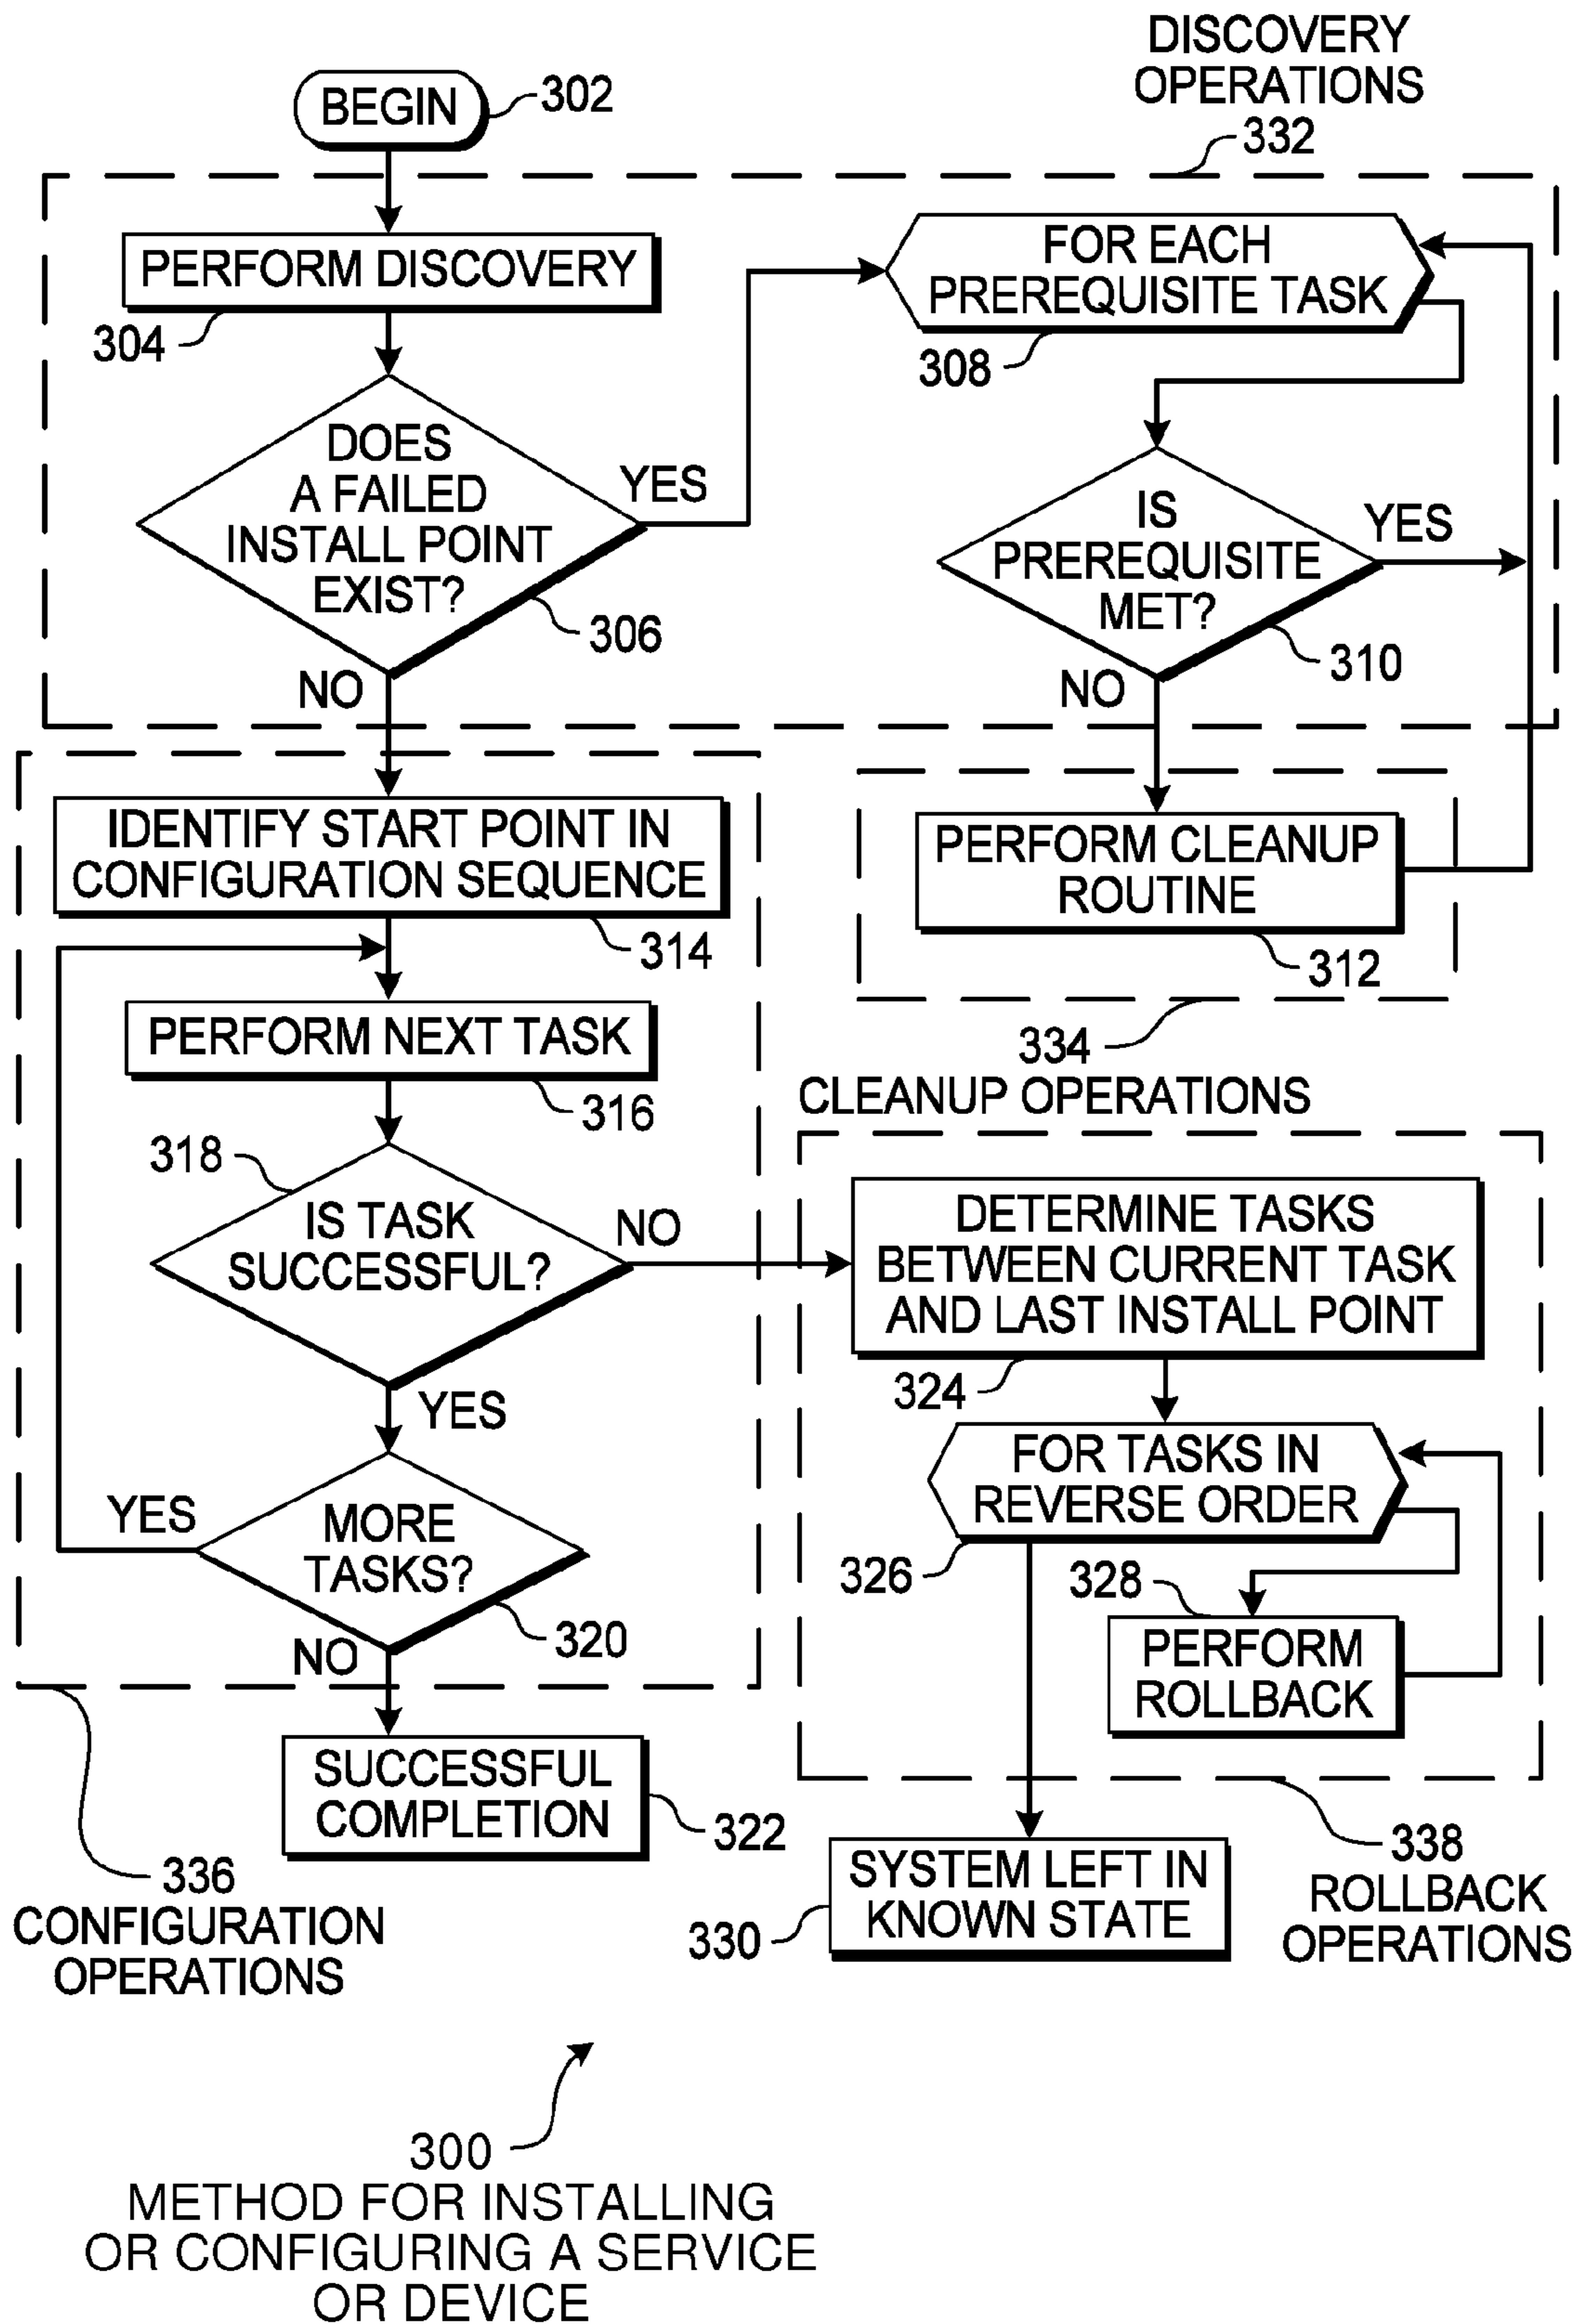 DISCOVERY
OPERATIONS
332
BEGIN
302
PERFORM DISCOVERY
304
DOES
A FAILED
INSTALL POINT
EXIST?
306
YES
NO
FOR EACH
PREREQUISITE TASK
308
IS
PREREQUISITE
MET?
310
YES
NO
PERFORM CLEANUP
ROUTINE
312
334
CLEANUP OPERATIONS
IDENTIFY START POINT IN
CONFIGURATION SEQUENCE
314
PERFORM NEXT TASK
316
318
IS TASK
SUCCESSFUL?
NO
YES
MORE
TASKS?
YES
320
NO
SUCCESSFUL
COMPLETION
322
336
CONFIGURATION
OPERATIONS
DETERMINE TASKS
BETWEEN CURRENT TASK
AND LAST INSTALL POINT
324
FOR TASKS IN
REVERSE ORDER
326
328
PERFORM
ROLLBACK
SYSTEM LEFT IN
KNOWN STATE
330
338
ROLLBACK
OPERATIONS
300
METHOD FOR INSTALLING
OR CONFIGURING A SERVICE
OR DEVICE